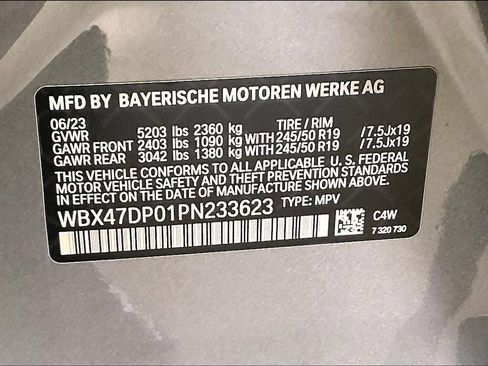 MFD BY BAYERISCHE MOTOREN WERKE AG
06/23 TIRE / RIM
GVWR 5203 lbs 2360 kg
GAWR FRONT 2403 lbs 1090 kg WITH 245/50 R19 /7.5Jx19
GAWR REAR 3042 lbs 1380 kg WITH 245/50 R19 /7.5Jx19
THIS VEHICLE CONFORMS TO ALL APPLICABLE U. S. FEDERAL
MOTOR VEHICLE SAFETY AND THEFT PREVENTION STANDARDS
IN EFFECT ON THE DATE OF MANUFACTURE SHOWN ABOVE.
WBX47DP01PN233623 TYPE: MPV
C4W
7 320 730